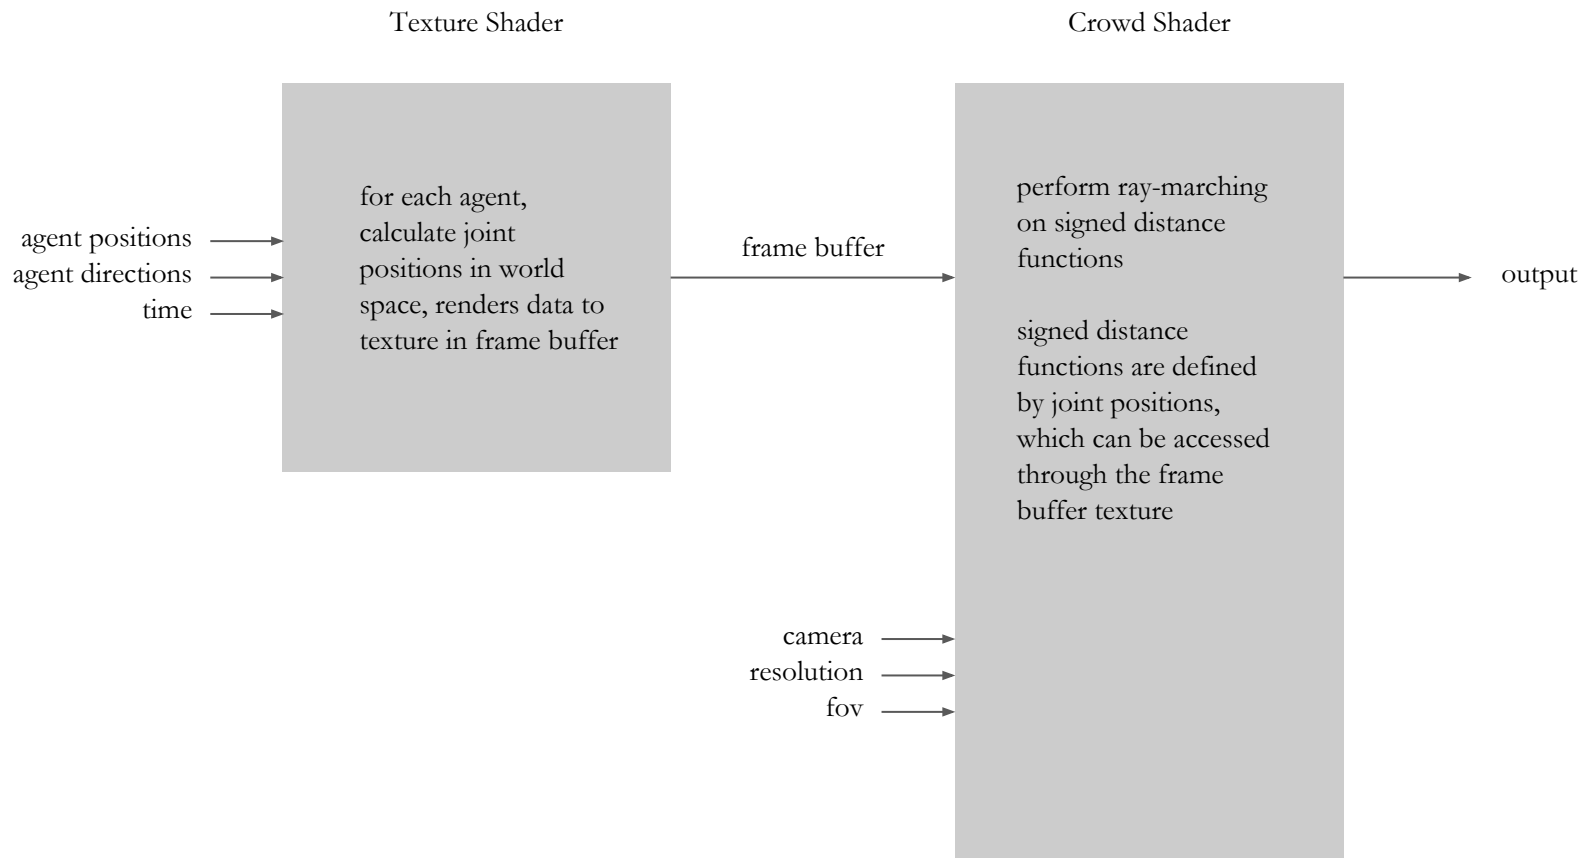 Texture Shader
Crowd Shader
agent positions
agent directions
time
for each agent,
calculate joint
positions in world
space, renders data to
texture in frame buffer
frame buffer
perform ray-marching
on signed distance
functions
signed distance
functions are defined
by joint positions,
which can be accessed
through the frame
buffer texture
camera
resolution
fov
output